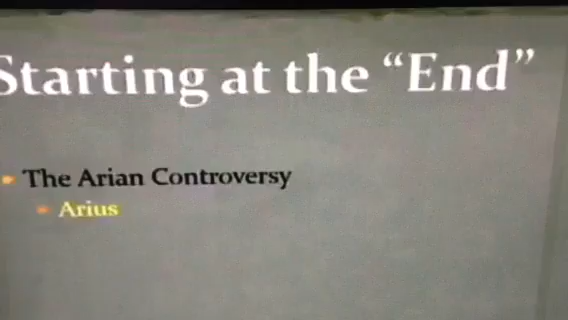 Starting at the “End”
The Arian Controversy
Arius